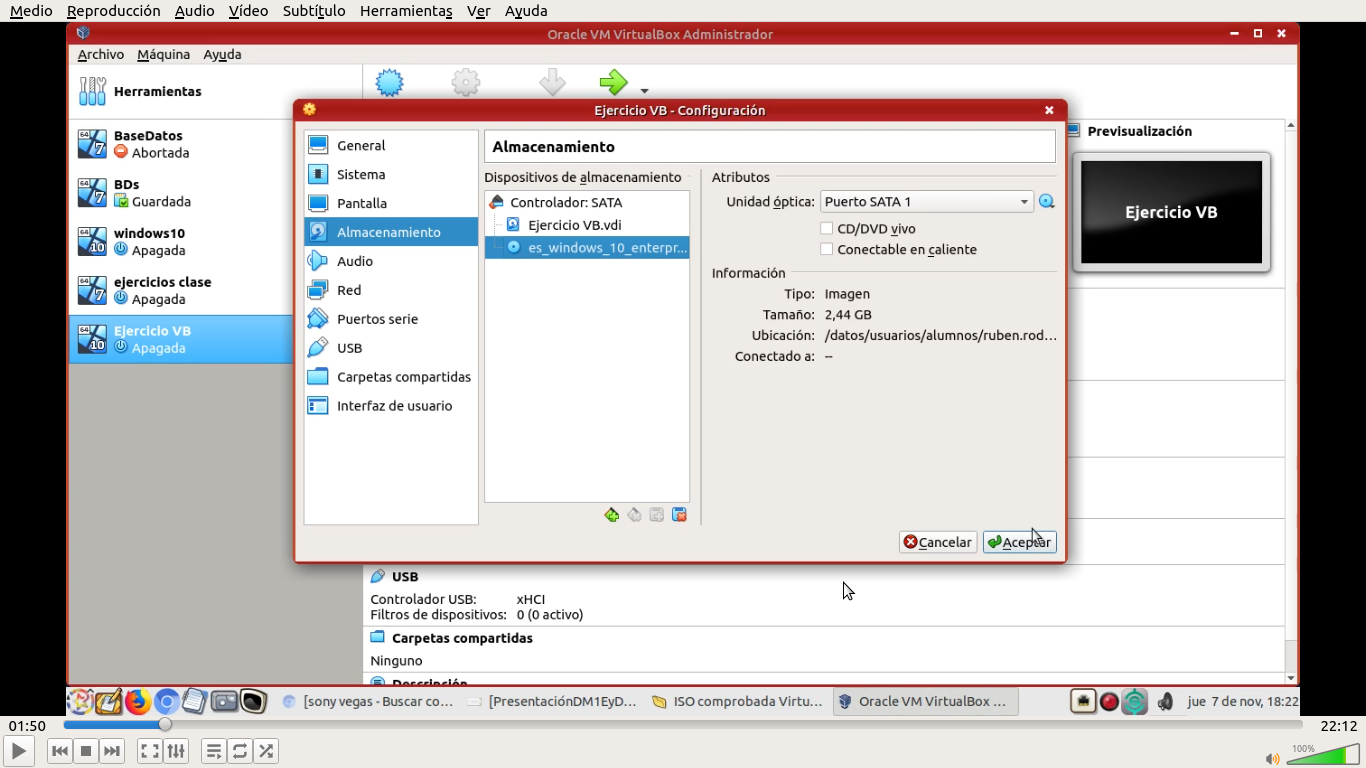 Medio Reproducción Audio Vídeo Subtítulo Herramientas Ver Ayuda
Oracle VM VirtualBox Administrador
Archivo Máquina Ayuda
Herramientas
BaseDatos
Abortada
BDs
Guardada
windows10
Apagada
ejercicios clase
Apagada
Ejercicio VB
Apagada
Ejercicio VB - Configuración
General
Sistema
Pantalla
Almacenamiento
Audio
Red
Puertos serie
USB
Carpetas compartidas
Interfaz de usuario
Almacenamiento
Dispositivos de almacenamiento
Controlador: SATA
Ejercicio VB.vdi
es_windows_10_enterpr...
Atributos
Unidad óptica: Puerto SATA 1
CD/DVD vivo
Conectable en caliente
Información
Tipo: Imagen
Tamaño: 2,44 GB
Ubicación: /datos/usuarios/alumnos/ruben.rod...
Conectado a: --
Cancelar Aceptar
Previsualización
Ejercicio VB
USB
Controlador USB: xHCI
Filtros de dispositivos: 0 (0 activo)
Carpetas compartidas
Ninguno
Descripción
[sony vegas - Buscar co... [PresentaciónDM1EyD... ISO comprobada Virtu... Oracle VM VirtualBox ... jue 7 de nov, 18:22
01:50 22:12
100%